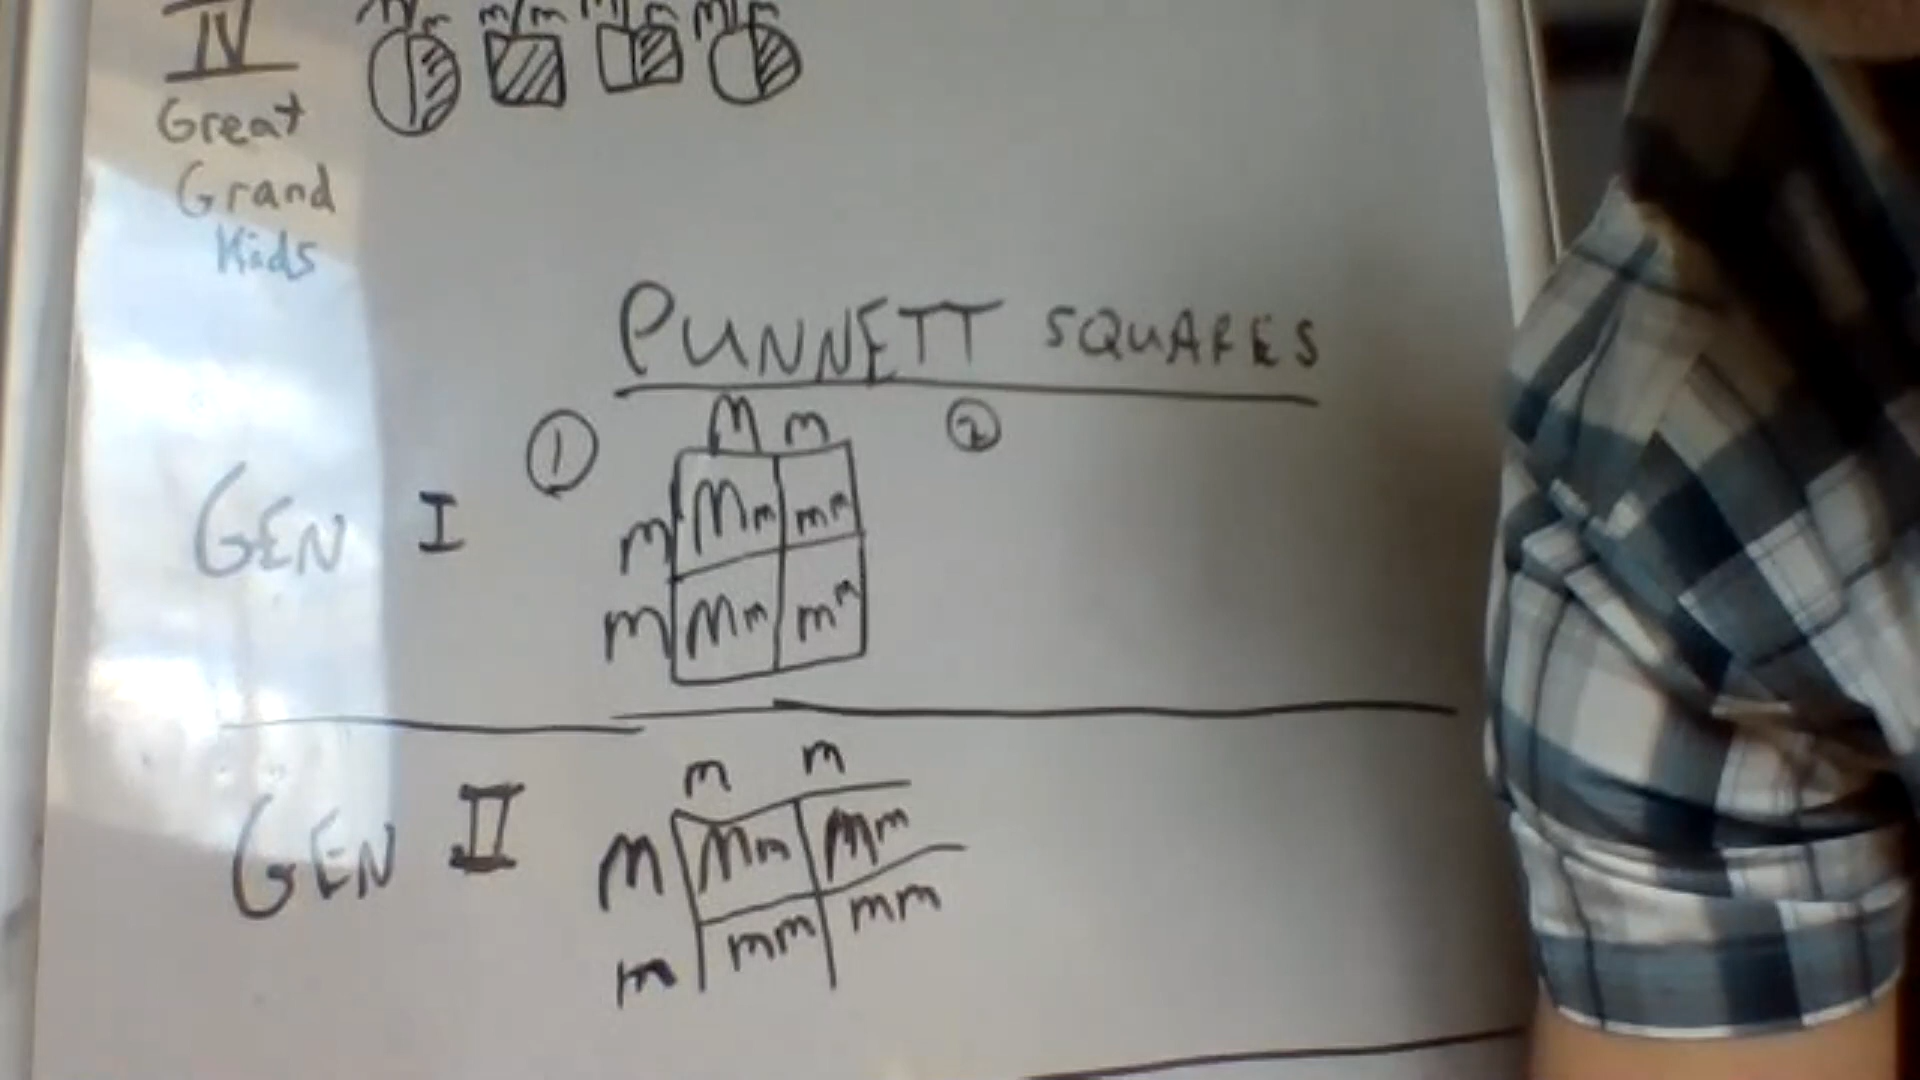 IV
m/m
Great
Grand
Kids
PUNNETT SQUARES
① M m ②
GEN I
m Mm mm
m Mm mm
m m
GEN II
M Mm Mm
m mm mm